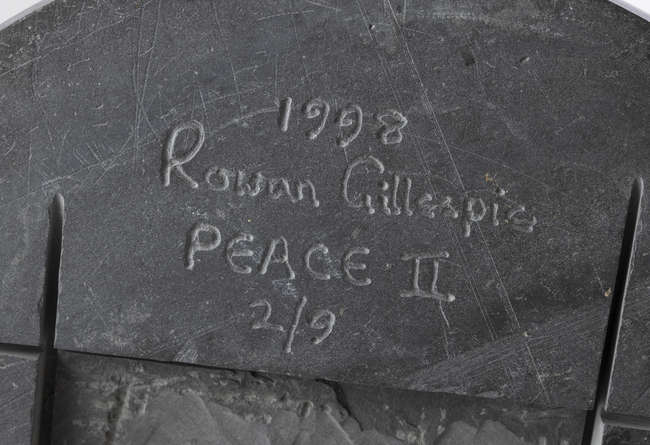 1998
Rowan Gillespie
PEACE II
2/9